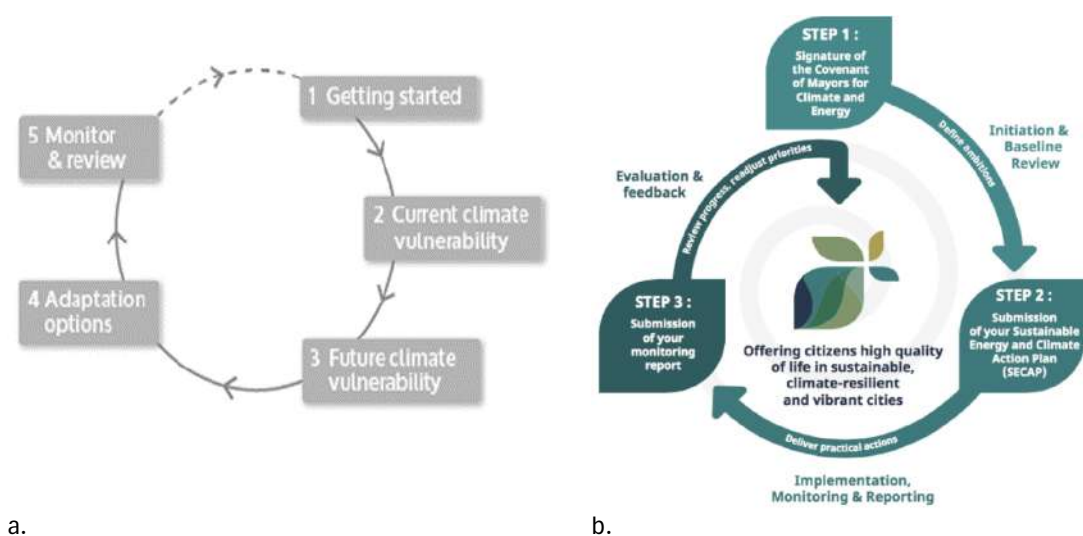 1 Getting started
2 Current climate
vulnerability
3 Future climate
vulnerability
4 Adaptation
options
5 Monitor
& review
a.
STEP 1 :
Signature of
the Covenant
of Mayors for
Climate and
Energy
Define ambitions
Initiation &
Baseline
Review
STEP 2 :
Submission
of your Sustainable
Energy and Climate
Action Plan
(SECAP)
Deliver practical actions
Implementation,
Monitoring & Reporting
STEP 3 :
Submission
of your
monitoring
report
Review progress, readjust priorities
Evaluation &
feedback
Offering citizens high quality
of life in sustainable,
climate-resilient
and vibrant cities
b.